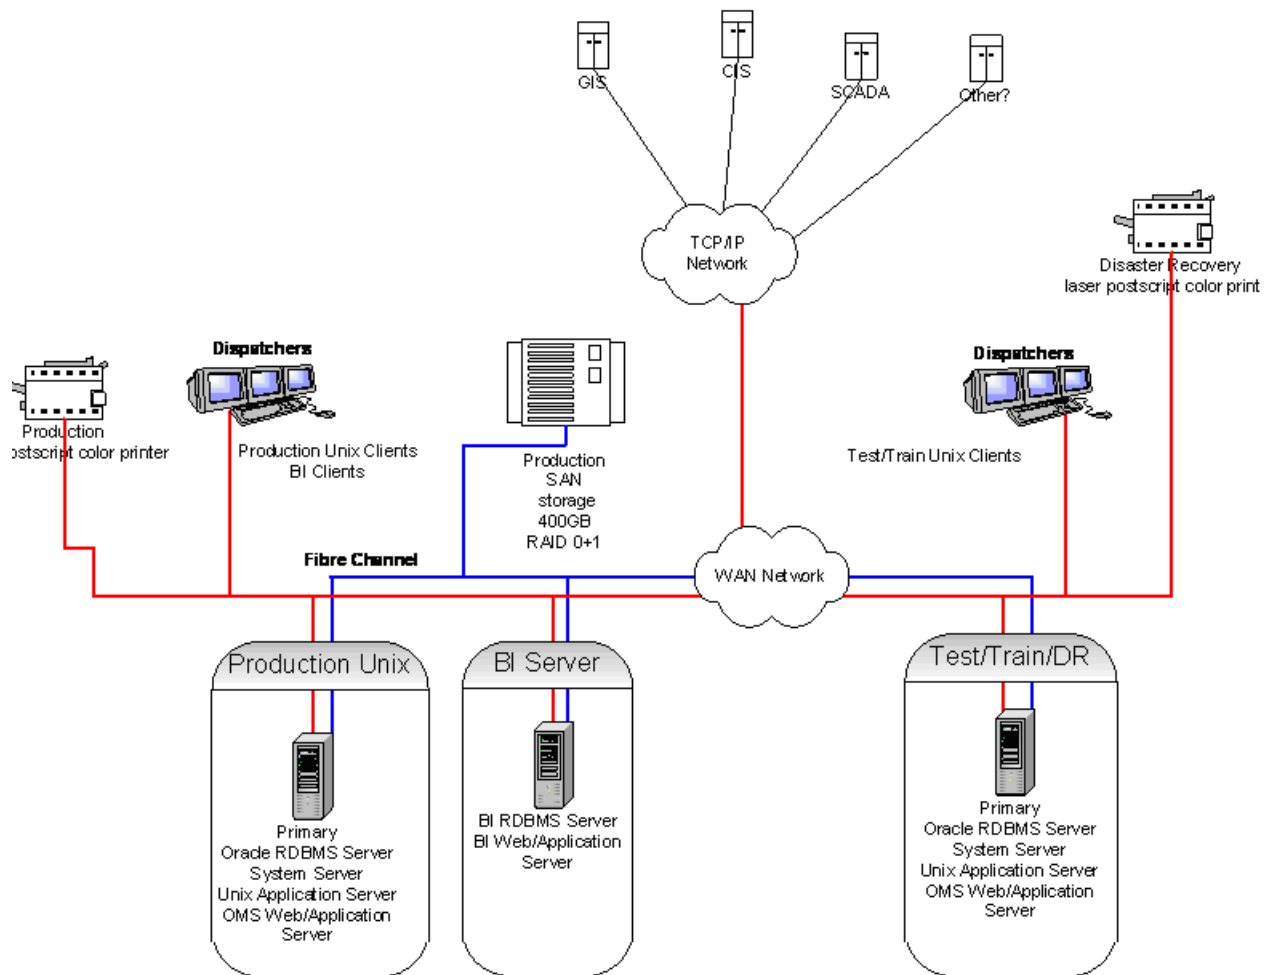 GIS
CIS
SCADA
Other?
TCP/IP
Network
Disaster Recovery
laser postscript color print
Dispatchers
Production Unix Clients
BI Clients
Production
ostscript color printer
Production
SAN
storage
400GB
RAID 0+1
Dispatchers
Test/Train Unix Clients
Fibre Channel
WAN Network
Production Unix
Primary
Oracle RDBMS Server
System Server
Unix Application Server
OMS Web/Application
Server
BI Server
BI RDBMS Server
BI Web/Application
Server
Test/Train/DR
Primary
Oracle RDBMS Server
System Server
Unix Application Server
OMS Web/Application
Server